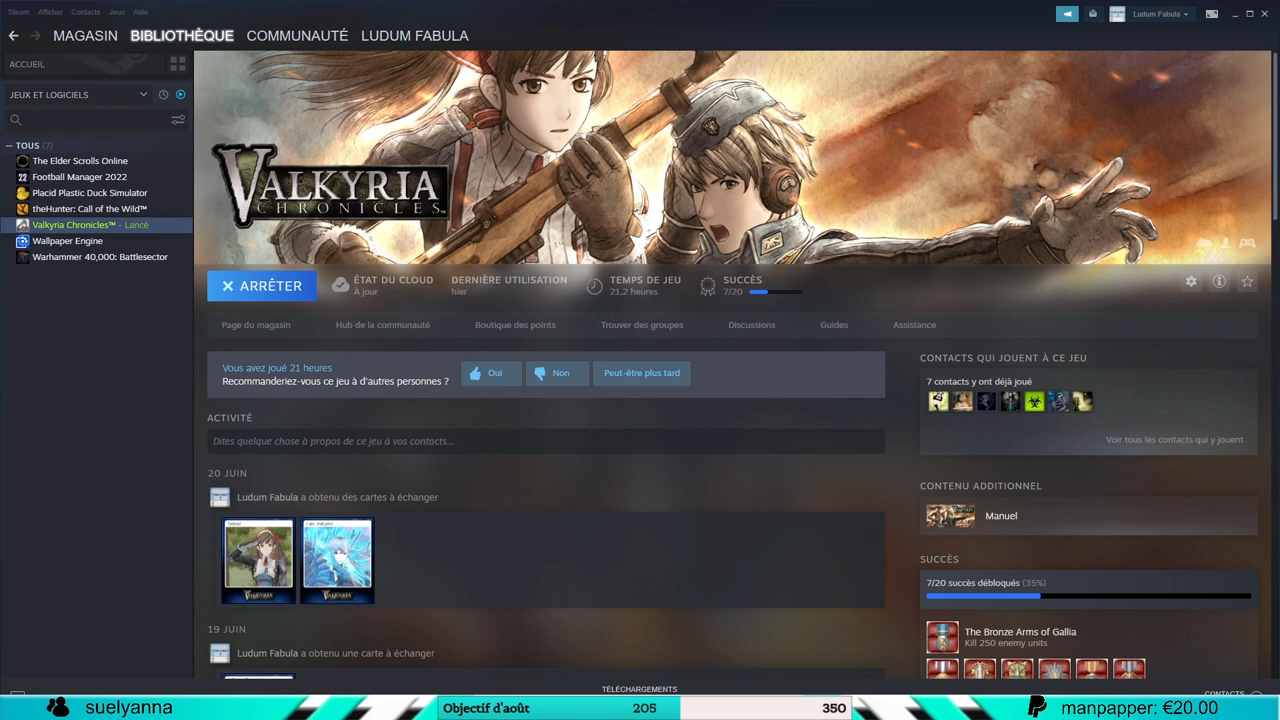 Steam Afficher Contacts Jeux Aide
Ludum Fabula
MAGASIN BIBLIOTHÈQUE COMMUNAUTÉ LUDUM FABULA
ACCUEIL
JEUX ET LOGICIELS
TOUS (7)
The Elder Scrolls Online
22 Football Manager 2022
Placid Plastic Duck Simulator
theHunter: Call of the Wild™
Valkyria Chronicles™ - Lancé
Wallpaper Engine
Warhammer 40,000: Battlesector
VALKYRIA
CHRONICLES™
ARRÊTER
ÉTAT DU CLOUD
À jour
DERNIÈRE UTILISATION
hier
TEMPS DE JEU
21,2 heures
SUCCÈS
7/20
Page du magasin Hub de la communauté Boutique des points Trouver des groupes Discussions Guides Assistance
Vous avez joué 21 heures
Recommanderiez-vous ce jeu à d'autres personnes ?
Oui Non Peut-être plus tard
ACTIVITÉ
Dites quelque chose à propos de ce jeu à vos contacts...
20 JUIN
Ludum Fabula a obtenu des cartes à échanger
VALKYRIA
VALKYRIA
19 JUIN
Ludum Fabula a obtenu une carte à échanger
CONTACTS QUI JOUENT À CE JEU
7 contacts y ont déjà joué
Voir tous les contacts qui y jouent
CONTENU ADDITIONNEL
Manuel
SUCCÈS
7/20 succès débloqués (35%)
The Bronze Arms of Gallia
Kill 250 enemy units
TÉLÉCHARGEMENTS
CONTACTS
suelyanna
Objectif d'août 205 350
manpapper: €20.00